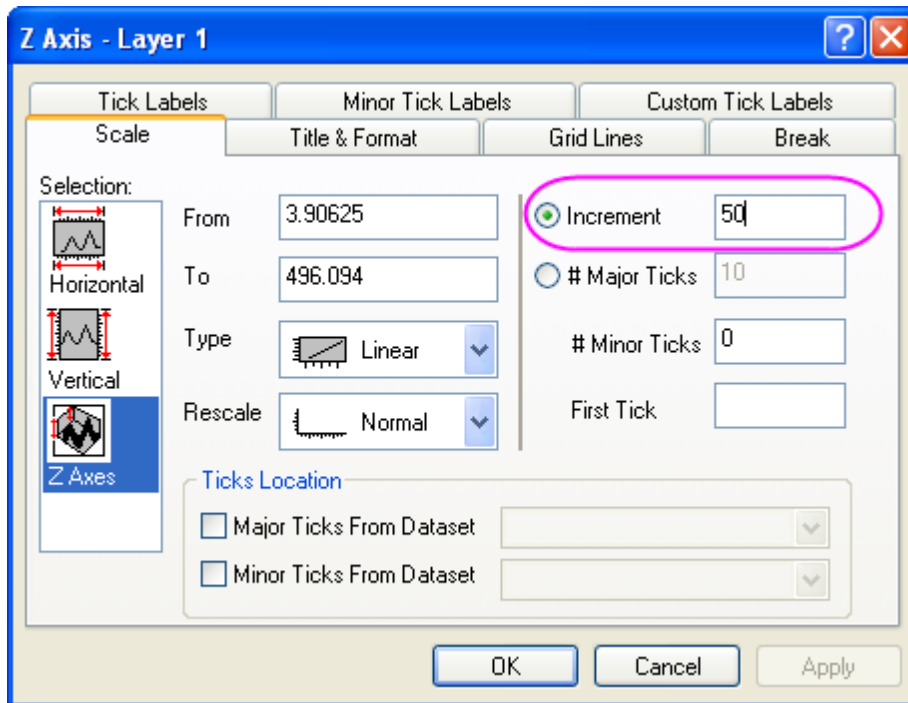 Z Axis - Layer 1
Tick Labels
Minor Tick Labels
Custom Tick Labels
Scale
Title & Format
Grid Lines
Break
Selection:
Horizontal
Vertical
Z Axes
From 3.90625
To 496.094
Type Linear
Rescale Normal
Increment 50
# Major Ticks 10
# Minor Ticks 0
First Tick
Ticks Location
Major Ticks From Dataset
Minor Ticks From Dataset
OK
Cancel
Apply